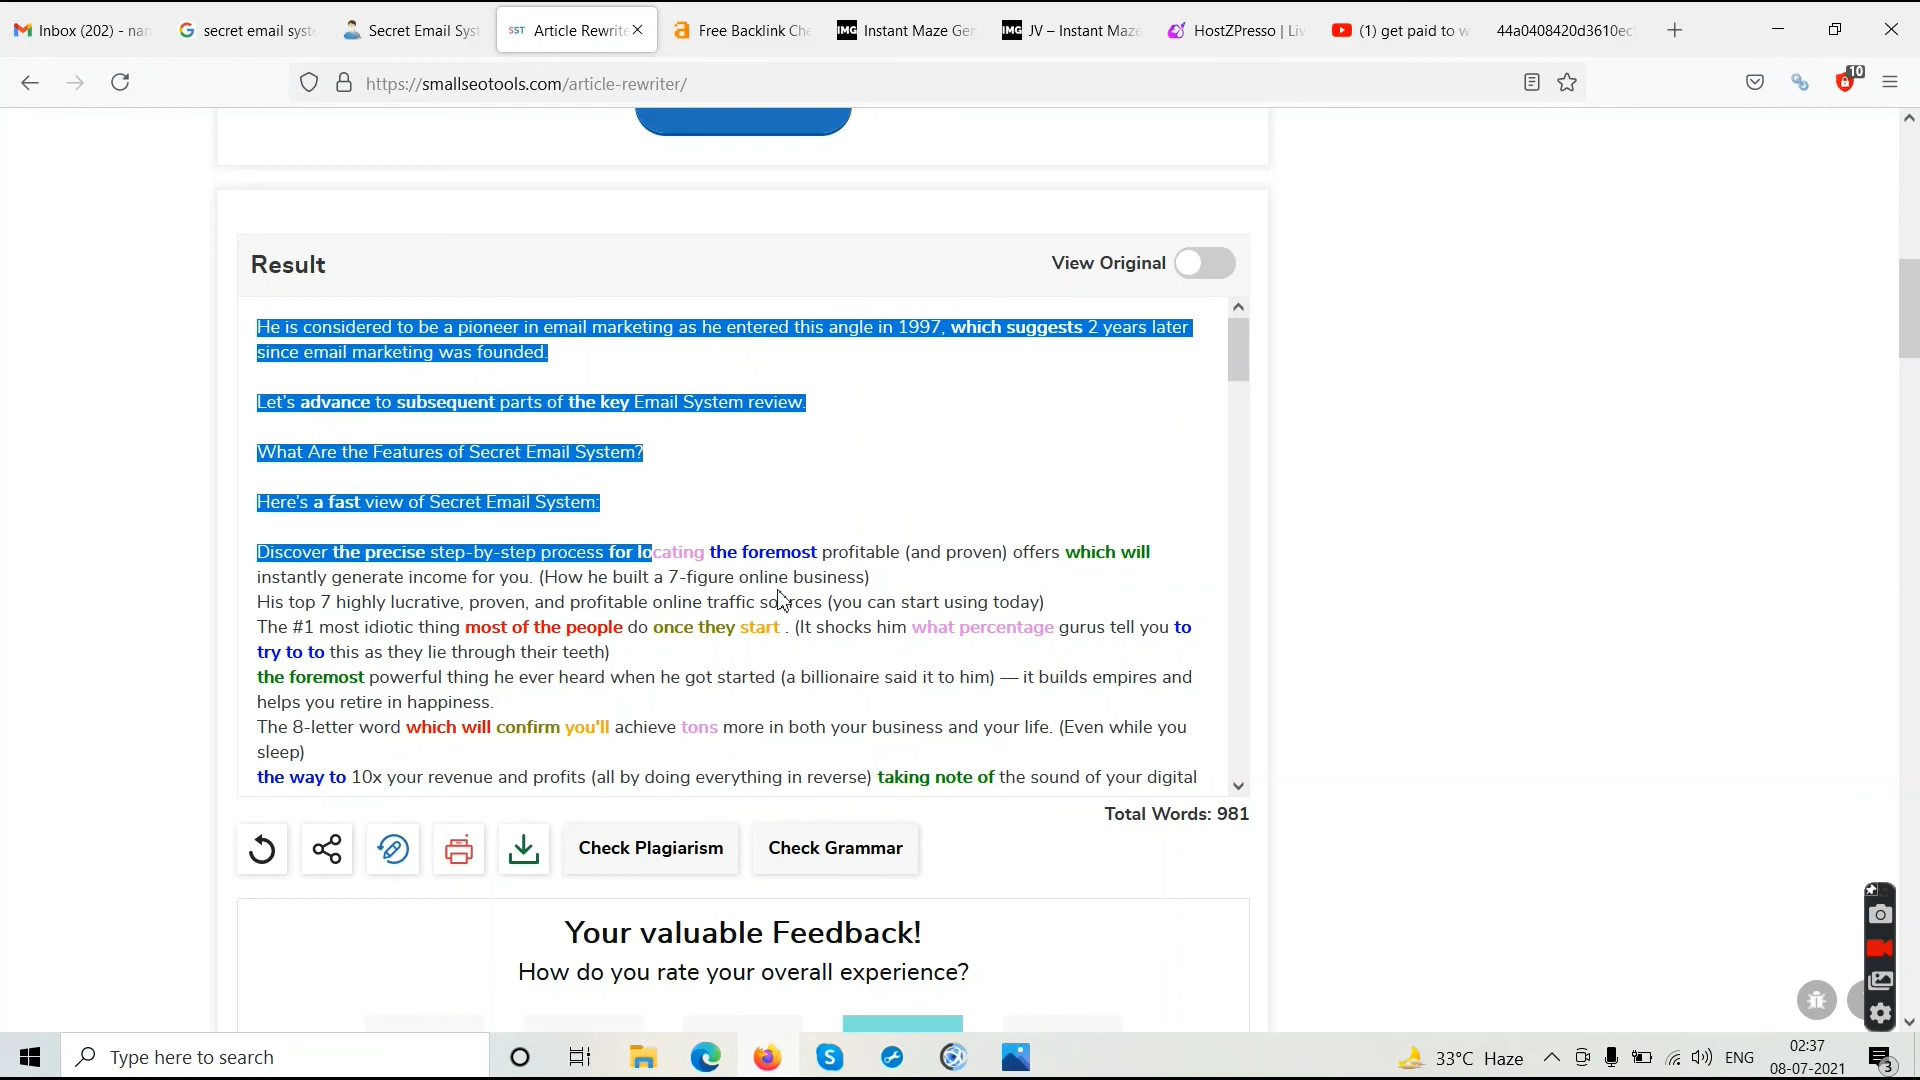 Inbox (202) - nan
secret email syste
Secret Email Syst
SST Article Rewrite
Free Backlink Che
IMG Instant Maze Gen
IMG JV – Instant Maze
HostZPresso | Liv
(1) get paid to w
44a0408420d3610ec
https://smallseotools.com/article-rewriter/
10
Result
View Original
He is considered to be a pioneer in email marketing as he entered this angle in 1997, which suggests 2 years later
since email marketing was founded.
Let's advance to subsequent parts of the key Email System review.
What Are the Features of Secret Email System?
Here's a fast view of Secret Email System:
Discover the precise step-by-step process for locating the foremost profitable (and proven) offers which will
instantly generate income for you. (How he built a 7-figure online business)
His top 7 highly lucrative, proven, and profitable online traffic sources (you can start using today)
The #1 most idiotic thing most of the people do once they start . (It shocks him what percentage gurus tell you to
try to to this as they lie through their teeth)
the foremost powerful thing he ever heard when he got started (a billionaire said it to him) — it builds empires and
helps you retire in happiness.
The 8-letter word which will confirm you'll achieve tons more in both your business and your life. (Even while you
sleep)
the way to 10x your revenue and profits (all by doing everything in reverse) taking note of the sound of your digital
Total Words: 981
Check Plagiarism
Check Grammar
Your valuable Feedback!
How do you rate your overall experience?
Type here to search
33°C Haze
ENG
02:37
08-07-2021
3